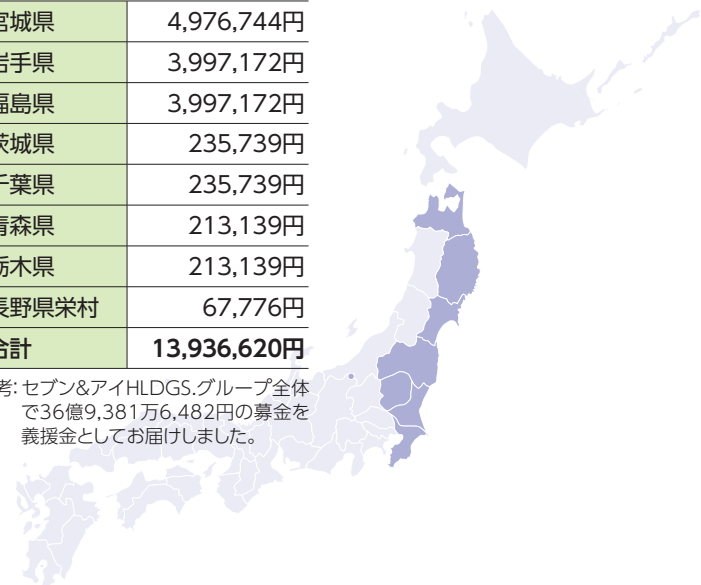 宮城県 4,976,744円
岩手県 3,997,172円
福島県 3,997,172円
茨城県 235,739円
千葉県 235,739円
青森県 213,139円
栃木県 213,139円
長野県栄村 67,776円
合計 13,936,620円
考: セブン&アイHLDGS.グループ全体
で36億9,381万6,482円の募金を
義援金としてお届けしました。